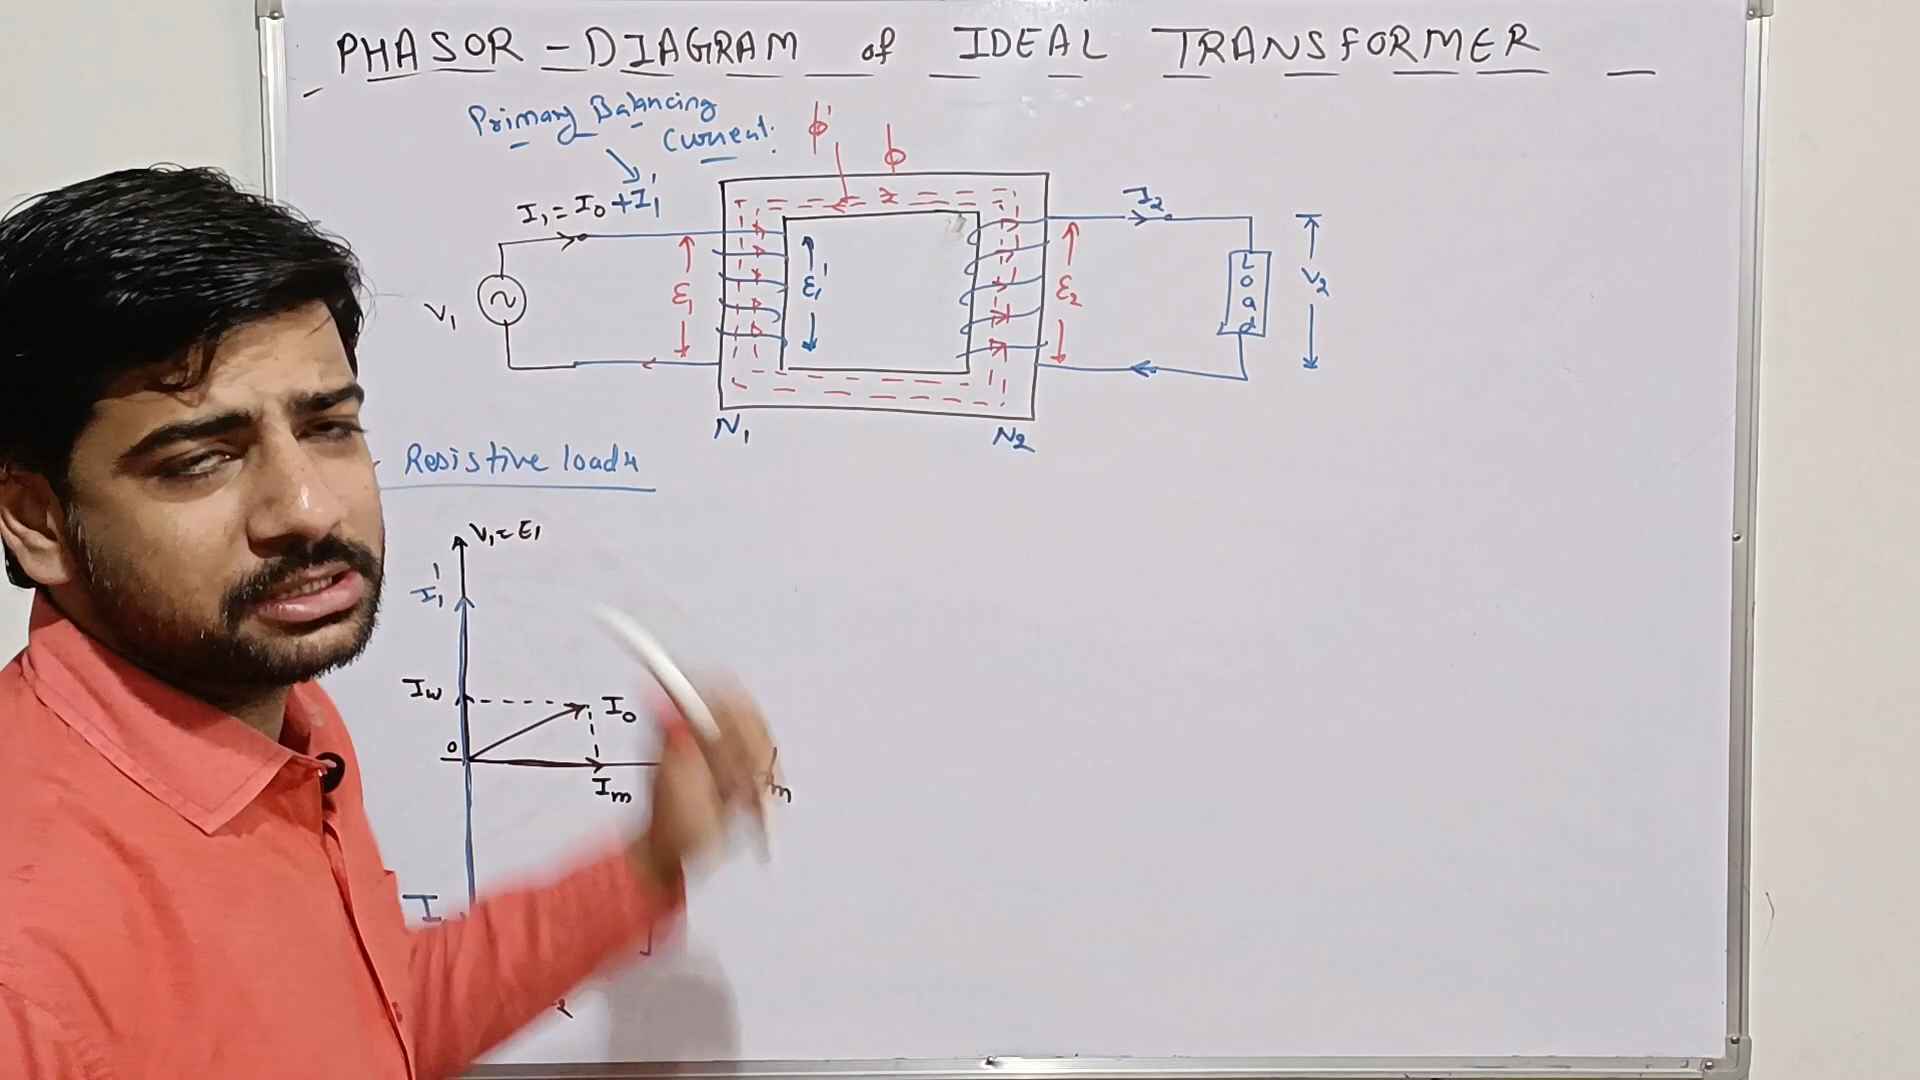 PHASOR - DIAGRAM of IDEAL TRANSFORMER
Primary Balancing
Current:
φ'
φ
I₁ = I₀ + I₁'
I₂
V₁
E₁
E₁'
E₂
Load
V₂
N₁
N₂
Resistive load
V₁ = E₁
I₁'
Iw
I₀
0
Im